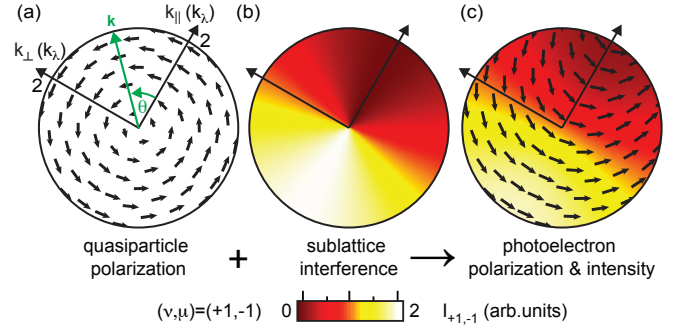 (a)
(b)
(c)
k⊥(kλ)
2
k
k∥(kλ)
2
θ
quasiparticle
polarization
+
sublattice
interference
→
photoelectron
polarization & intensity
(ν,μ)=(+1,-1)
0
2
I+1,-1 (arb.units)